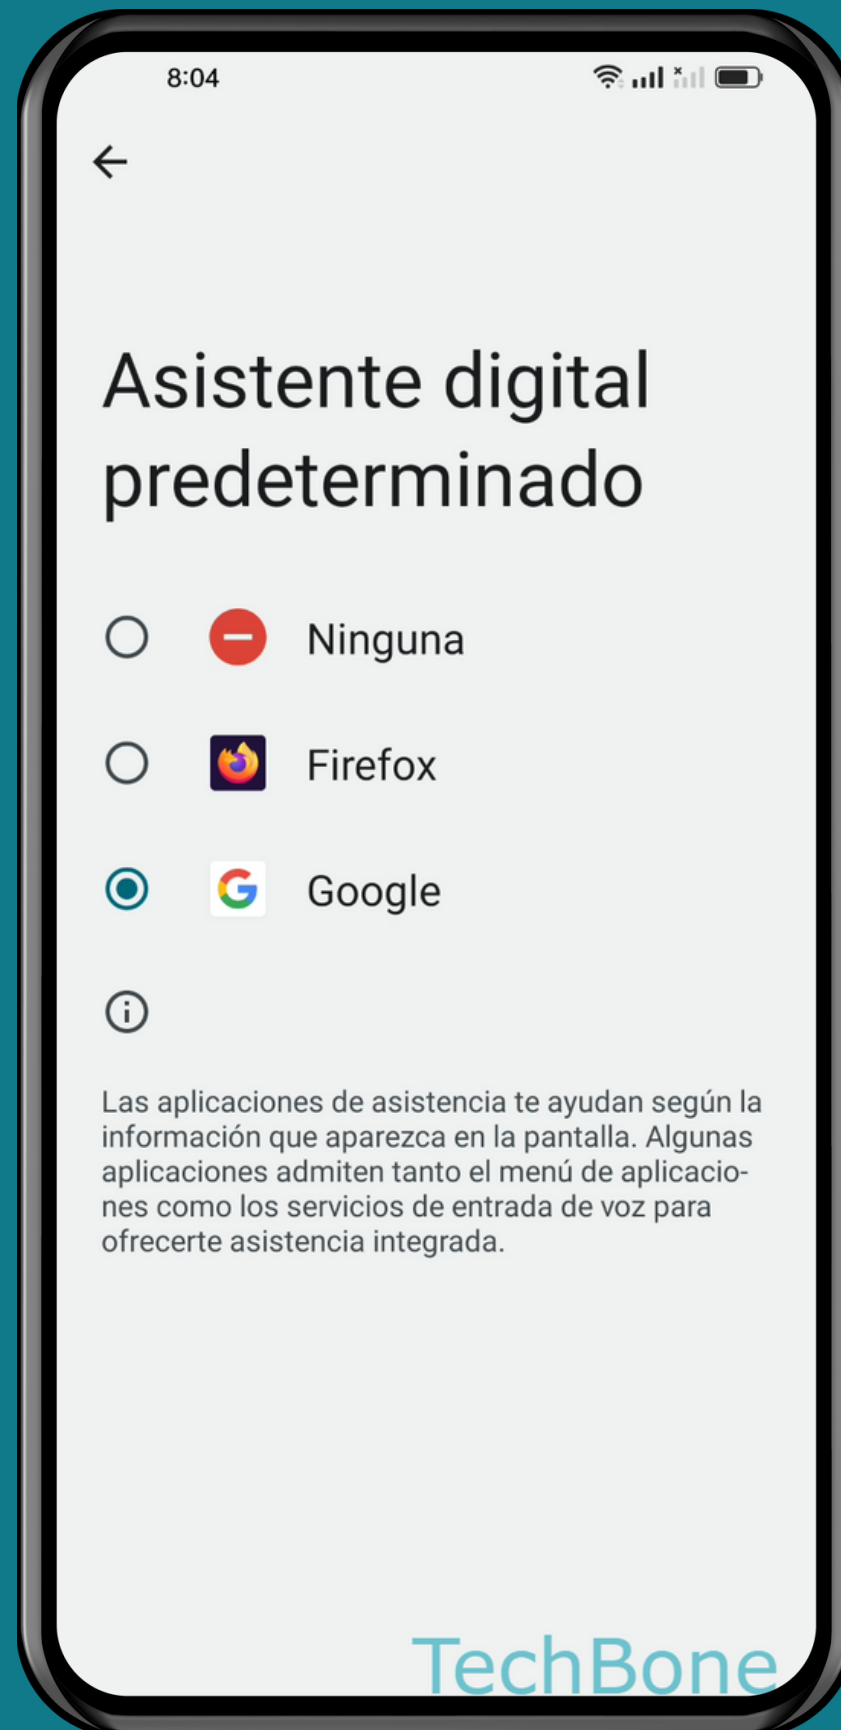 8:04
Asistente digital
predeterminado
Ninguna
Firefox
Google
Las aplicaciones de asistencia te ayudan según la
información que aparezca en la pantalla. Algunas
aplicaciones admiten tanto el menú de aplicacio-
nes como los servicios de entrada de voz para
ofrecerte asistencia integrada.
TechBone